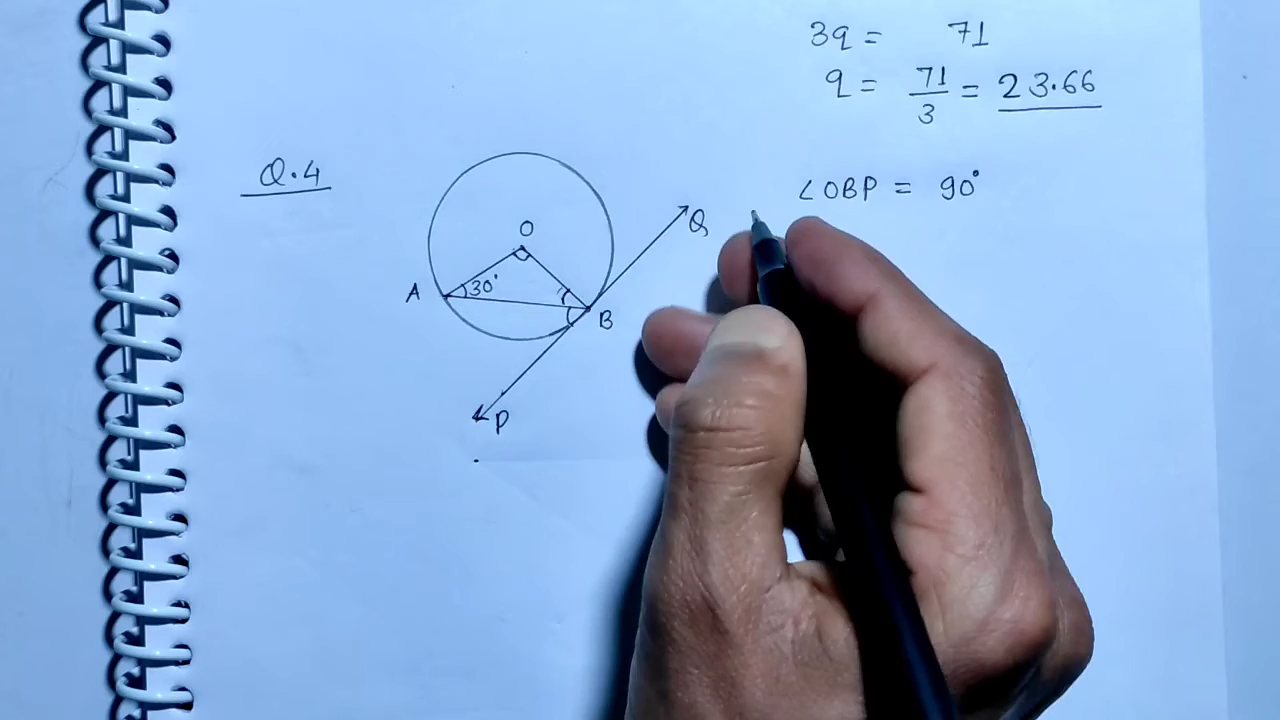 3q = 71
q = 71/3 = 23.66
Q.4
∠OBP = 90°
O
Q
A
30°
B
P